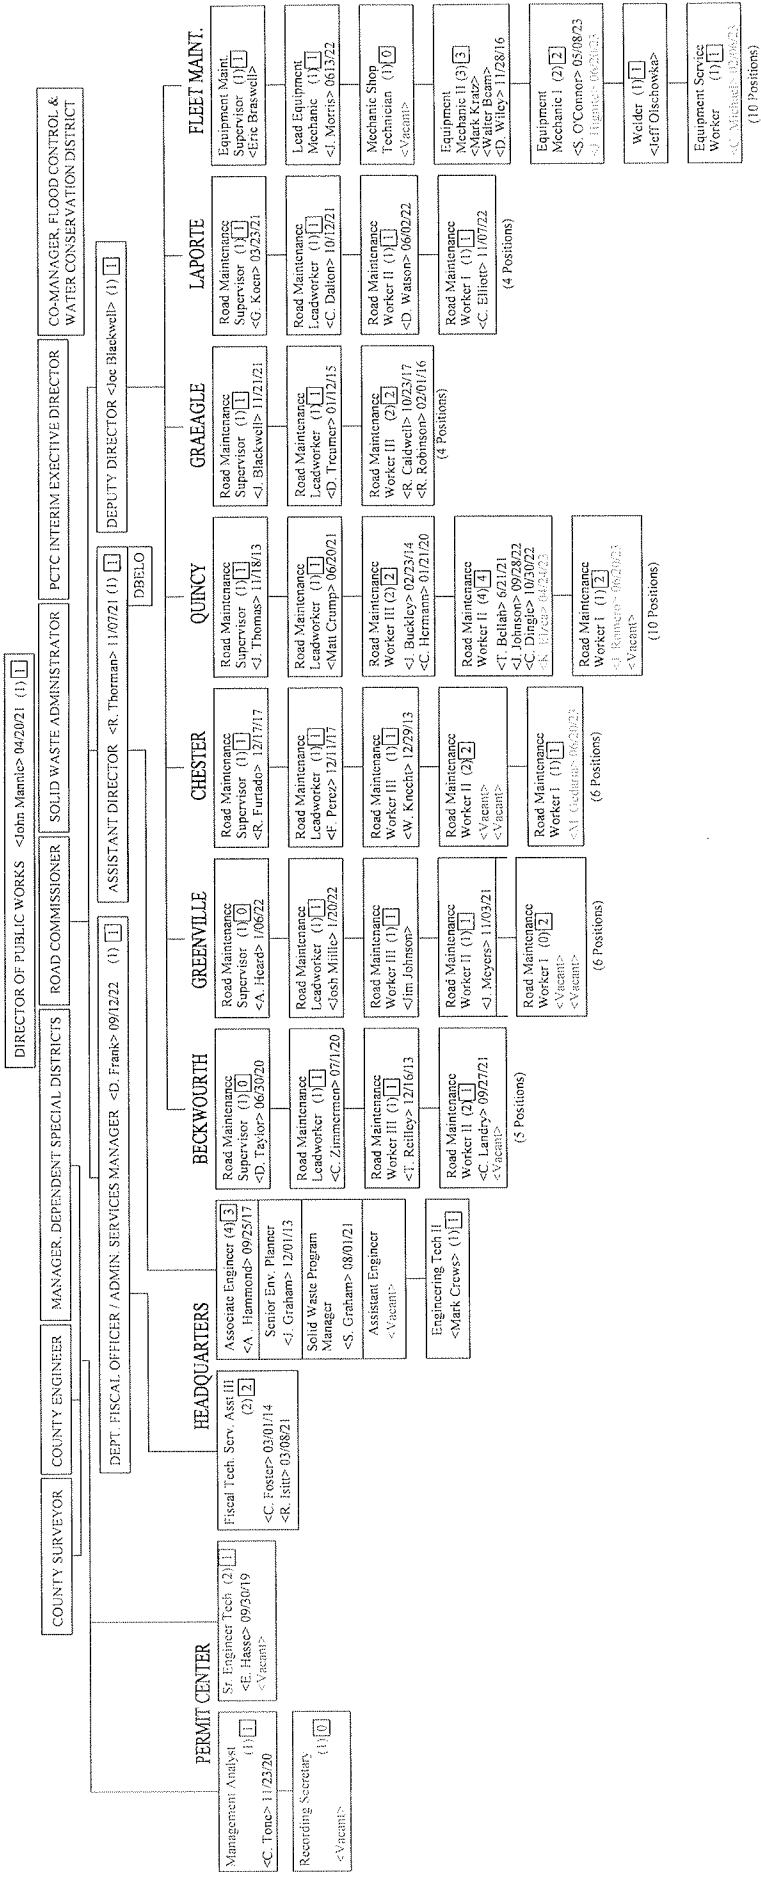 DIRECTOR OF PUBLIC WORKS <John Mannle> 04/20/21 (1) 1
COUNTY SURVEYOR
COUNTY ENGINEER
MANAGER, DEPENDENT SPECIAL DISTRICTS
ROAD COMMISSIONER
SOLID WASTE ADMINISTRATOR
PCTC INTERIM EXECTIVE DIRECTOR
CO-MANAGER, FLOOD CONTROL &
WATER CONSERVATION DISTRICT
DEPT. FISCAL OFFICER / ADMIN. SERVICES MANAGER <D. Frank> 09/12/22 (1) 1
ASSISTANT DIRECTOR <R. Thorman> 11/07/21 (1) 1
DBELO
DEPUTY DIRECTOR <Joe Blackwell> (1) 1
PERMIT CENTER
Management Analyst
(1) 1
<C. Tone> 11/23/20
Recording Secretary
(1) 0
<Vacant>
Sr. Engineer Tech (2) 1
<E. Hasse> 09/30/19
<Vacant>
HEADQUARTERS
Fiscal Tech. Serv. Asst III
(2) 2
<C. Foster> 03/01/14
<R. Isitt> 03/08/21
Associate Engineer (4) 3
<A. Hammond> 09/25/17
Senior Env. Planner
<J. Graham> 12/01/13
Solid Waste Program
Manager
<S. Graham> 08/01/21
Assistant Engineer
<Vacant>
Engineering Tech II
<Mark Crews> (1) 1
BECKWOURTH
Road Maintenance
Supervisor (1) 0
<D. Taylor> 06/30/20
Road Maintenance
Leadworker (1) 1
<C. Zimmermen> 07/1/20
Road Maintenance
Worker III (1) 1
<T. Reilley> 12/16/13
Road Maintenance
Worker II (2) 1
<C. Landry> 09/27/21
<Vacant>
(5 Positions)
GREENVILLE
Road Maintenance
Supervisor (1) 0
<A. Heard> 1/06/22
Road Maintenance
Leadworker (1) 1
<Josh Miille> 1/20/22
Road Maintenance
Worker III (1) 1
<Jim Johnson>
Road Maintenance
Worker II (1) 1
<J. Meyers> 11/03/21
Road Maintenance
Worker I (0) 2
<Vacant>
<Vacant>
(6 Positions)
CHESTER
Road Maintenance
Supervisor (1) 1
<R. Furtado> 12/17/17
Road Maintenance
Leadworker (1) 1
<F. Perez> 12/11/17
Road Maintenance
Worker III (1) 1
<W. Knecht> 12/29/13
Road Maintenance
Worker II (2) 2
<Vacant>
<Vacant>
Road Maintenance
Worker I (1) 1
06/20/23
(6 Positions)
QUINCY
Road Maintenance
Supervisor (1) 1
<J. Thomas> 11/18/13
Road Maintenance
Leadworker (1) 1
<Matt Crump> 06/20/21
Road Maintenance
Worker III (2) 2
<J. Buckley> 02/23/14
<C. Hermann> 01/21/20
Road Maintenance
Worker II (4) 4
<T. Bellah> 6/21/21
<J. Johnson> 09/28/22
<C. Dingle> 10/30/22
04/24/23
Road Maintenance
Worker I (1) 2
<J. Romero> 06/20/23
<Vacant>
(10 Positions)
GRAEAGLE
Road Maintenance
Supervisor (1) 1
<J. Blackwell> 11/21/21
Road Maintenance
Leadworker (1) 1
<D. Treumer> 01/12/15
Road Maintenance
Worker III (2) 2
<R. Caldwell> 10/23/17
<R. Robinson> 02/01/16
(4 Positions)
LAPORTE
Road Maintenance
Supervisor (1) 1
<G. Koen> 03/23/21
Road Maintenance
Leadworker (1) 1
<C. Dalton> 10/12/21
Road Maintenance
Worker II (1) 1
<D. Watson> 06/02/22
Road Maintenance
Worker I (1) 1
<C. Elliott> 11/07/22
(4 Positions)
FLEET MAINT.
Equipment Maint.
Supervisor (1) 1
<Eric Braswell>
Lead Equipment
Mechanic (1) 1
<J. Morris> 0613/22
Mechanic Shop
Technician (1) 0
<Vacant>
Equipment
Mechanic II (3) 3
<Mark Kratz>
<Walter Beam>
<D. Wiley> 11/28/16
Equipment
Mechanic I (2) 2
<S. O'Connor> 05/08/23
06/20/23
Welder (1) 1
<Jeff Olschowka>
Equipment Service
Worker (1) 1
<C. Michael> 02/06/23
(10 Positions)